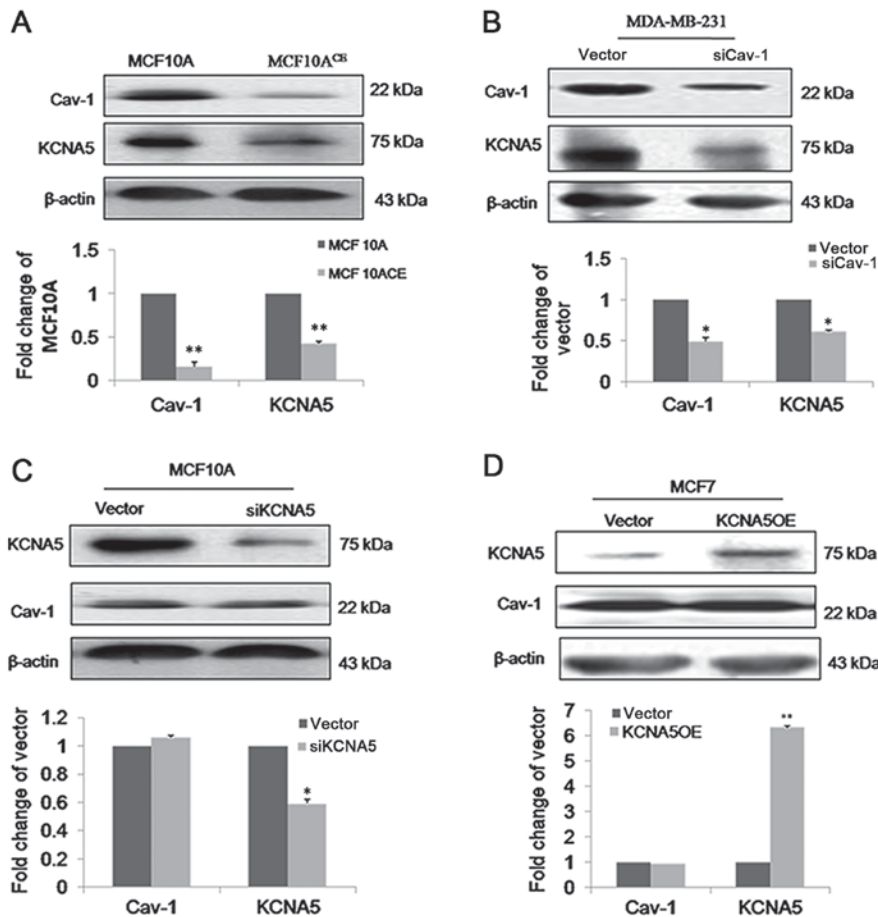 A
MCF10A MCF10A^CE
Cav-1 22 kDa
KCNA5 75 kDa
β-actin 43 kDa
Fold change of MCF10A
1.5
1
0.5
0
MCF 10A
MCF 10ACE
** **
Cav-1 KCNA5
B
MDA-MB-231
Vector siCav-1
Cav-1 22 kDa
KCNA5 75 kDa
β-actin 43 kDa
Fold change of vector
1.5
1
0.5
0
Vector
siCav-1
* *
Cav-1 KCNA5
C
MCF10A
Vector siKCNA5
KCNA5 75 kDa
Cav-1 22 kDa
β-actin 43 kDa
Fold change of vector
1.2
1
0.8
0.6
0.4
0.2
0
Vector
siKCNA5
*
Cav-1 KCNA5
D
MCF7
Vector KCNA5OE
KCNA5 75 kDa
Cav-1 22 kDa
β-actin 43 kDa
Fold change of vector
7
6
5
4
3
2
1
0
Vector
KCNA5OE
**
Cav-1 KCNA5